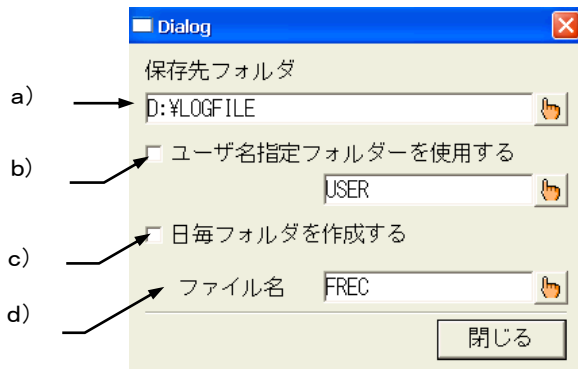 Dialog
保存先フォルダ
a)
D:¥LOGFILE
b)
ユーザ名指定フォルダーを使用する
USER
c)
日毎フォルダを作成する
d)
ファイル名 FREC
閉じる